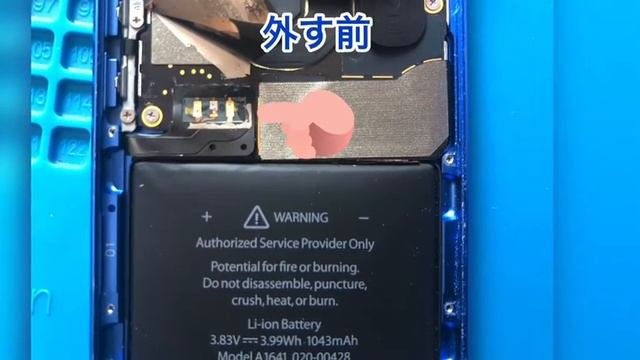 外す前
+ WARNING −
Authorized Service Provider Only
Potential for fire or burning.
Do not disassemble, puncture,
crush, heat, or burn.
Li-ion Battery
3.83V 3.99Wh 1043mAh
Model A1641 020-00428